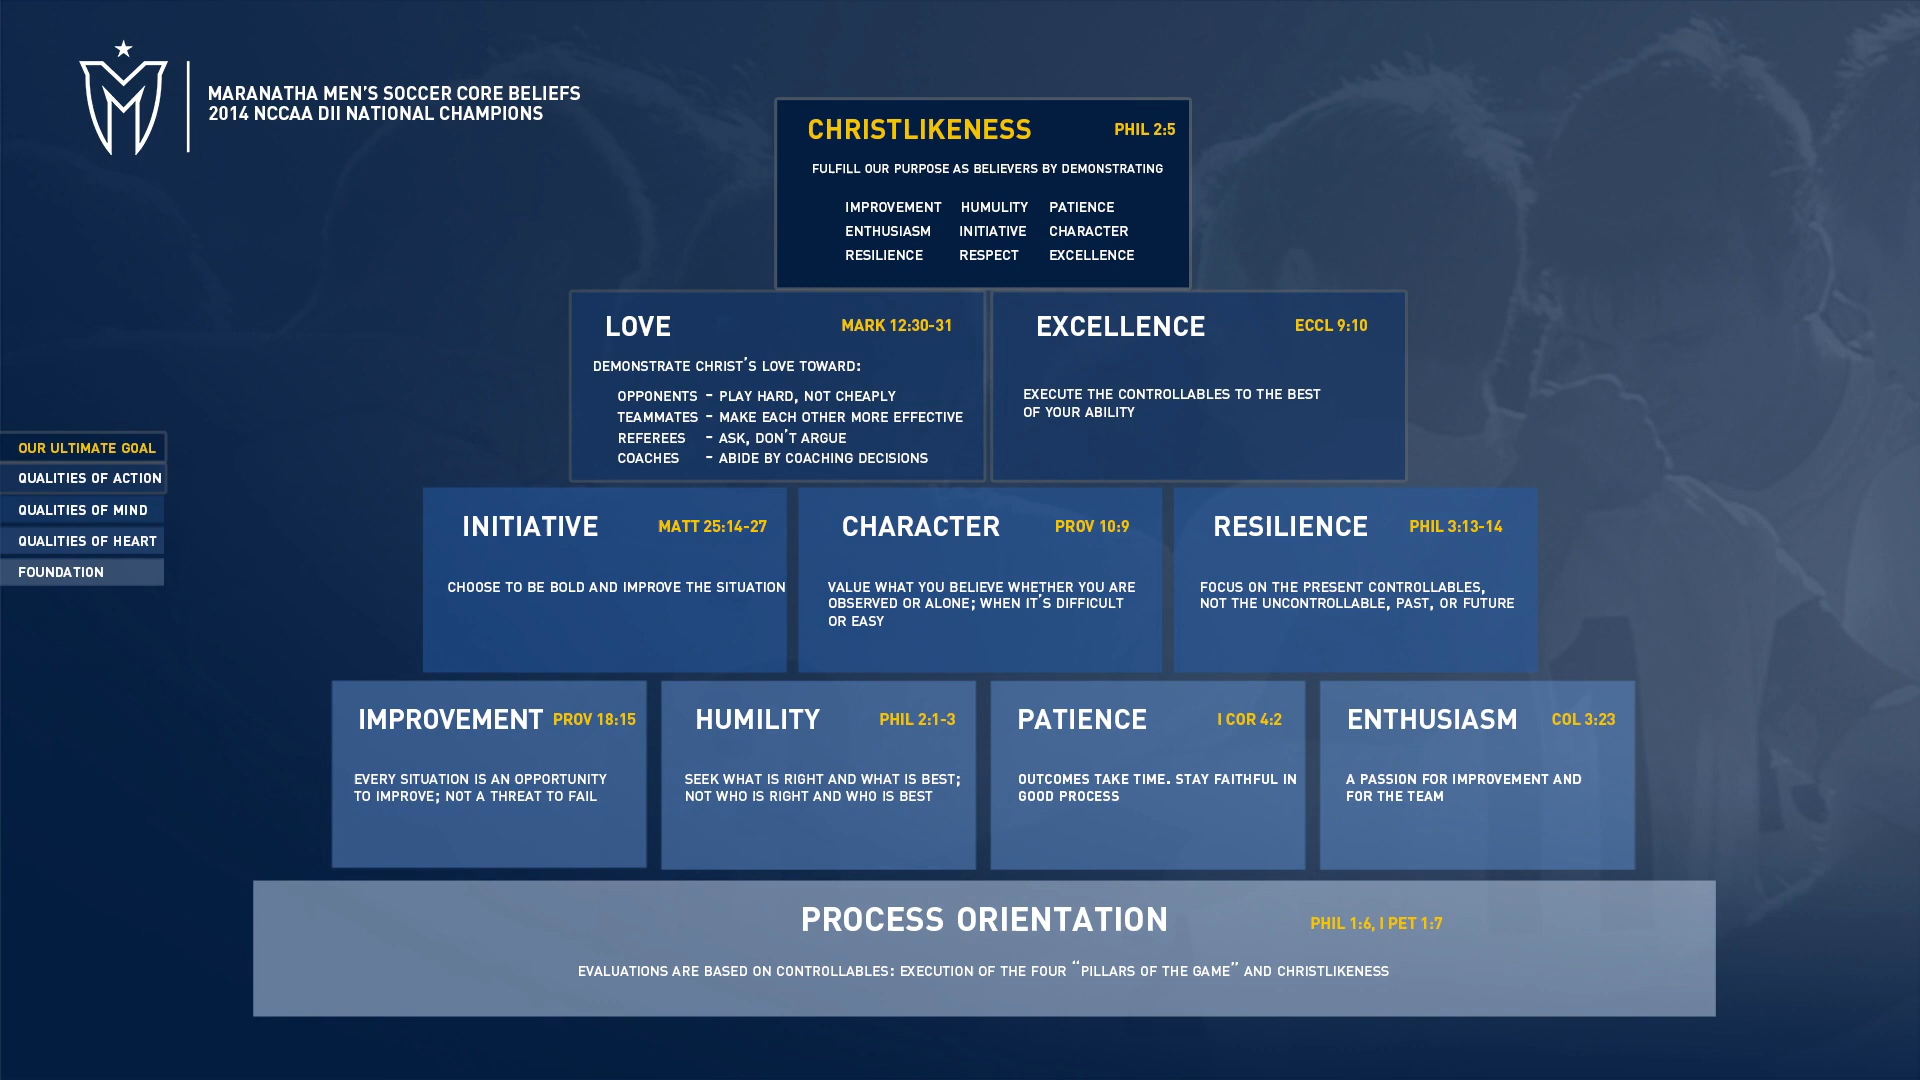 MARANATHA MEN'S SOCCER CORE BELIEFS
2014 NCCAA DII NATIONAL CHAMPIONS
CHRISTLIKENESS PHIL 2:5
FULFILL OUR PURPOSE AS BELIEVERS BY DEMONSTRATING
IMPROVEMENT HUMULITY PATIENCE
ENTHUSIASM INITIATIVE CHARACTER
RESILIENCE RESPECT EXCELLENCE
LOVE MARK 12:30-31
DEMONSTRATE CHRIST'S LOVE TOWARD:
OPPONENTS - PLAY HARD, NOT CHEAPLY
TEAMMATES - MAKE EACH OTHER MORE EFFECTIVE
REFEREES - ASK, DON'T ARGUE
COACHES - ABIDE BY COACHING DECISIONS
EXCELLENCE ECCL 9:10
EXECUTE THE CONTROLLABLES TO THE BEST
OF YOUR ABILITY
OUR ULTIMATE GOAL
QUALITIES OF ACTION
QUALITIES OF MIND
QUALITIES OF HEART
FOUNDATION
INITIATIVE MATT 25:14-27
CHOOSE TO BE BOLD AND IMPROVE THE SITUATION
CHARACTER PROV 10:9
VALUE WHAT YOU BELIEVE WHETHER YOU ARE
OBSERVED OR ALONE; WHEN IT'S DIFFICULT
OR EASY
RESILIENCE PHIL 3:13-14
FOCUS ON THE PRESENT CONTROLLABLES,
NOT THE UNCONTROLLABLE, PAST, OR FUTURE
IMPROVEMENT PROV 18:15
EVERY SITUATION IS AN OPPORTUNITY
TO IMPROVE; NOT A THREAT TO FAIL
HUMILITY PHIL 2:1-3
SEEK WHAT IS RIGHT AND WHAT IS BEST;
NOT WHO IS RIGHT AND WHO IS BEST
PATIENCE I COR 4:2
OUTCOMES TAKE TIME. STAY FAITHFUL IN
GOOD PROCESS
ENTHUSIASM COL 3:23
A PASSION FOR IMPROVEMENT AND
FOR THE TEAM
PROCESS ORIENTATION PHIL 1:6, I PET 1:7
EVALUATIONS ARE BASED ON CONTROLLABLES: EXECUTION OF THE FOUR "PILLARS OF THE GAME" AND CHRISTLIKENESS